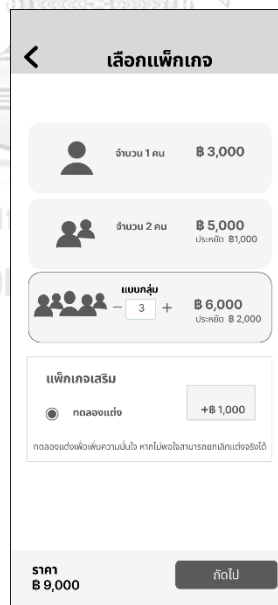 เลือกแพ็กเกจ
จำนวน 1 คน ฿ 3,000
จำนวน 2 คน ฿ 5,000
ประหยัด ฿1,000
แบบกลุ่ม
3
฿ 6,000
ประหยัด ฿ 2,000
แพ็กเกจเสริม
ทดลองแต่ง
+฿ 1,000
ทดลองแต่งเพื่อเพิ่มความมั่นใจ หากไม่พอใจสามารถยกเลิกแต่งจริงได้
ราคา
฿ 9,000
ถัดไป